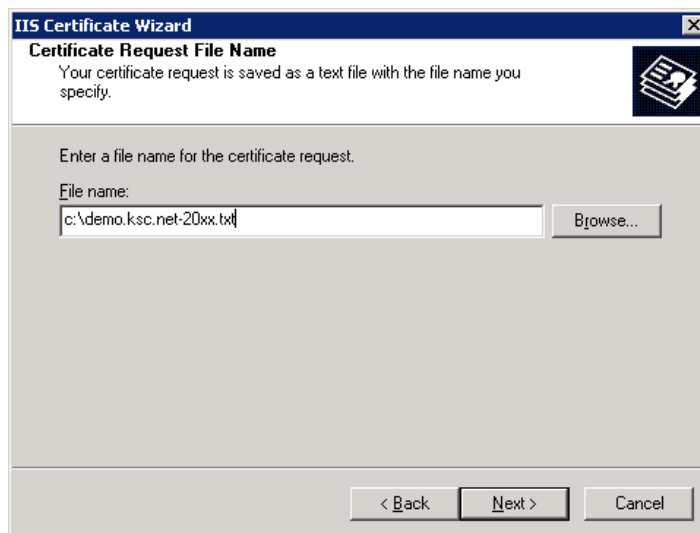 IIS Certificate Wizard
Certificate Request File Name
Your certificate request is saved as a text file with the file name you
specify.
Enter a file name for the certificate request.
File name:
c:\demo.ksc.net-20xx.txt
Browse...
< Back
Next >
Cancel